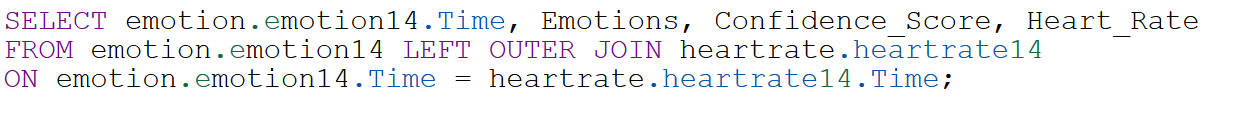 SELECT emotion.emotion14.Time, Emotions, Confidence_Score, Heart_Rate
FROM emotion.emotion14 LEFT OUTER JOIN heartrate.heartrate14
ON emotion.emotion14.Time = heartrate.heartrate14.Time;